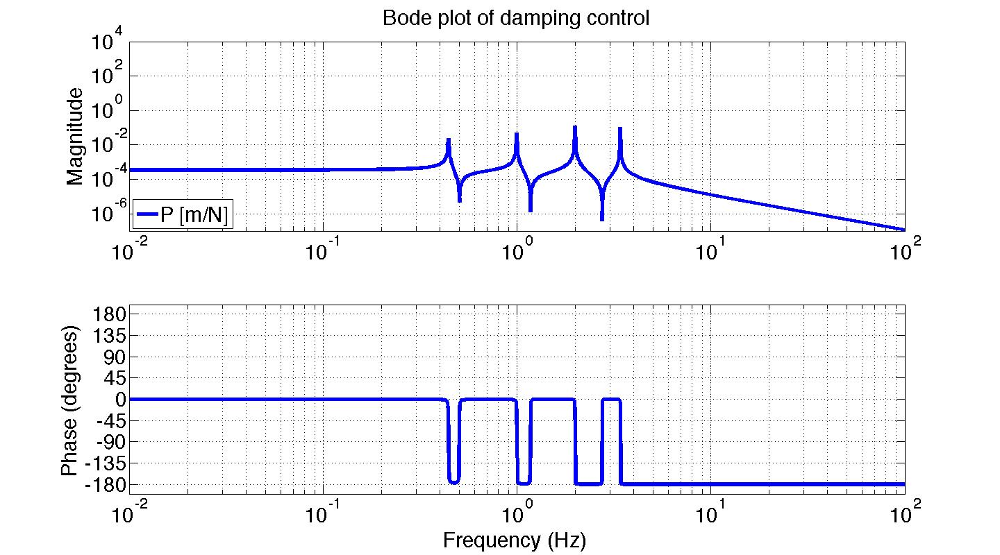 Bode plot of damping control
10^4
10^2
10^0
10^-2
10^-4
10^-6
Magnitude
P [m/N]
10^-2 10^-1 10^0 10^1 10^2
180
135
90
45
0
-45
-90
-135
-180
Phase (degrees)
10^-2 10^-1 10^0 10^1 10^2
Frequency (Hz)